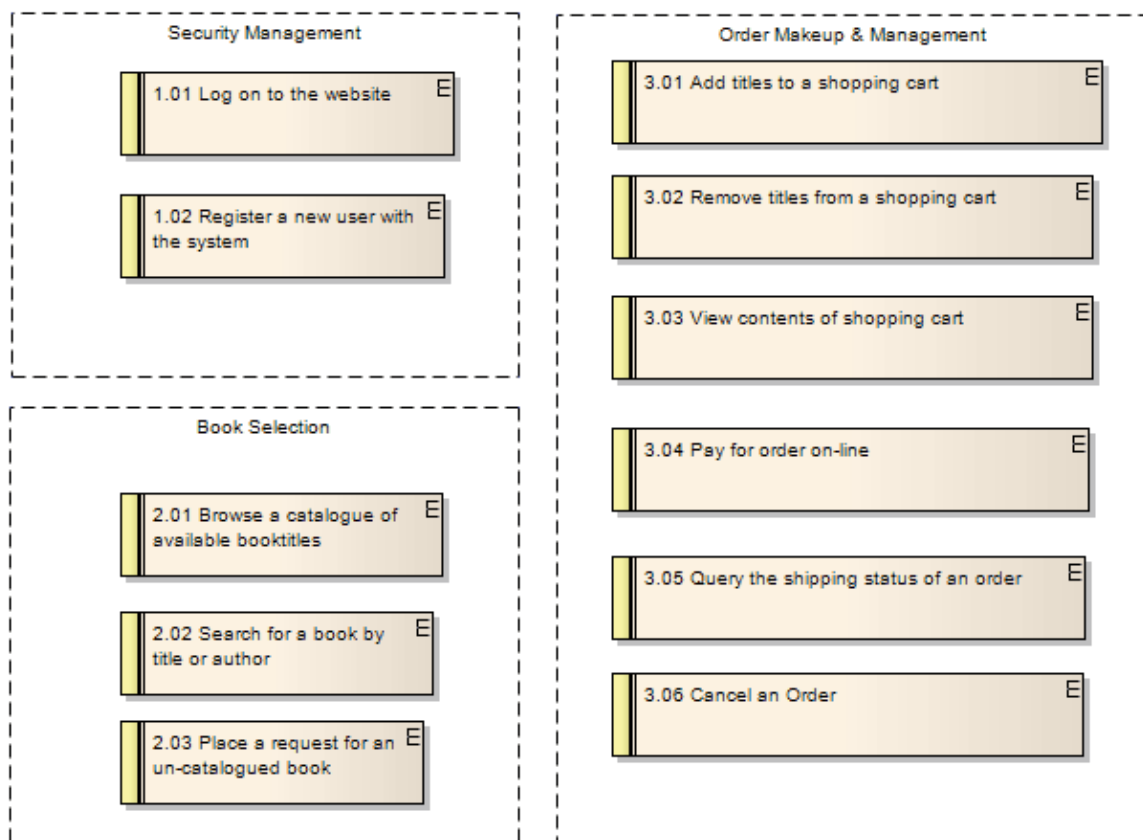 Security Management
1.01 Log on to the website
E
1.02 Register a new user with
the system
E
Book Selection
2.01 Browse a catalogue of
available booktitles
E
2.02 Search for a book by
title or author
E
2.03 Place a request for an
un-catalogued book
E
Order Makeup & Management
3.01 Add titles to a shopping cart
E
3.02 Remove titles from a shopping cart
E
3.03 View contents of shopping cart
E
3.04 Pay for order on-line
E
3.05 Query the shipping status of an order
E
3.06 Cancel an Order
E